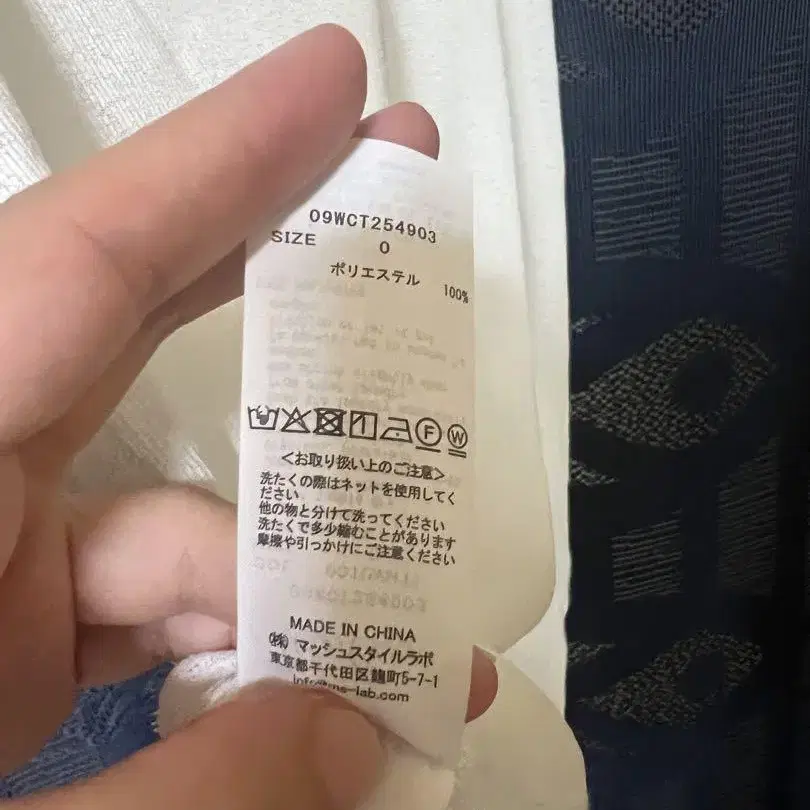 09WCT254903
SIZE 0
ポリエステル 100%
F W
<お取り扱い上のご注意>
洗たくの際はネットを使用してく
ださい
他の物と分けて洗ってください
洗たくで多少縮むことがあります
摩擦や引っかけにご注意ください
MADE IN CHINA
(株) マッシュスタイルラボ
東京都千代田区麹町5-7-1
info@ms-lab.com